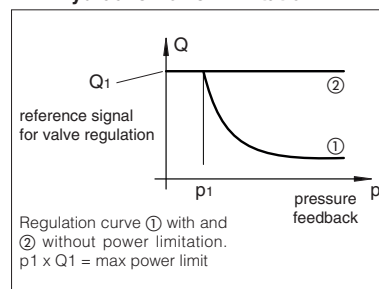 Q
Q1
②
reference signal
for valve regulation
①
p1
p
pressure
feedback
Regulation curve ① with and
② without power limitation.
p1 x Q1 = max power limit